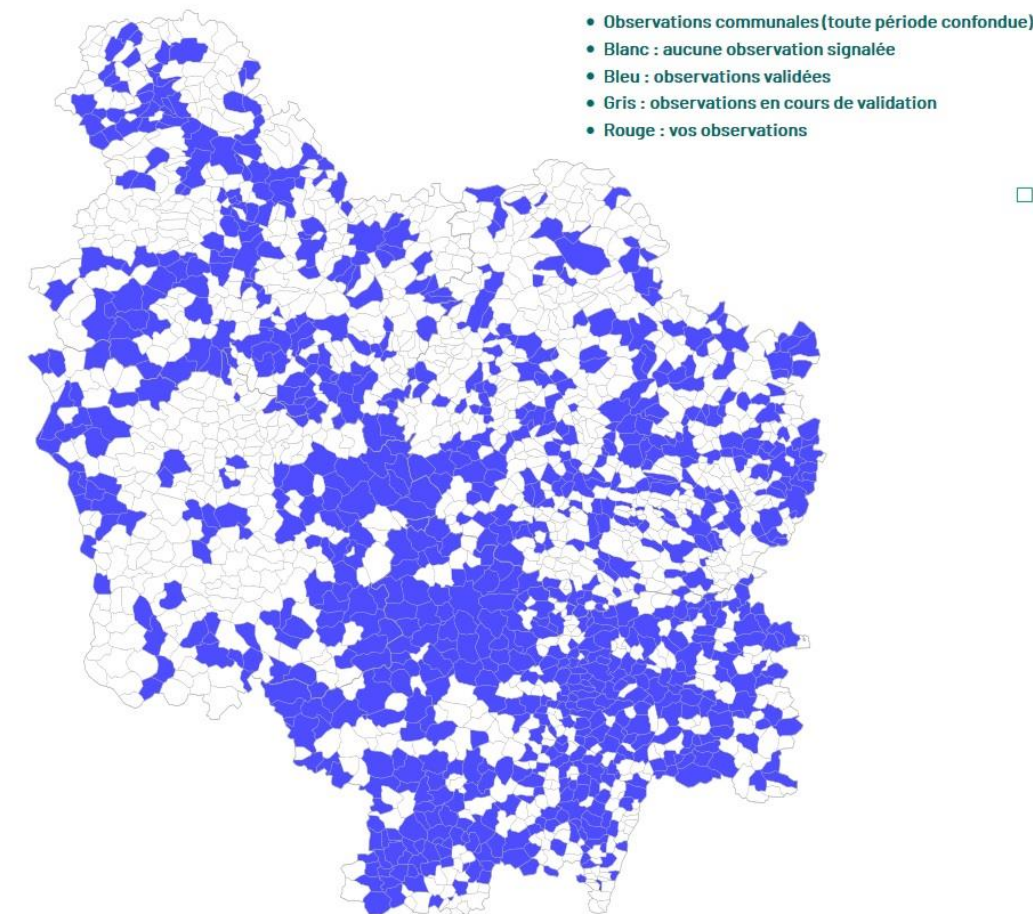 • Observations communales (toute période confondue)
• Blanc : aucune observation signalée
• Bleu : observations validées
• Gris : observations en cours de validation
• Rouge : vos observations